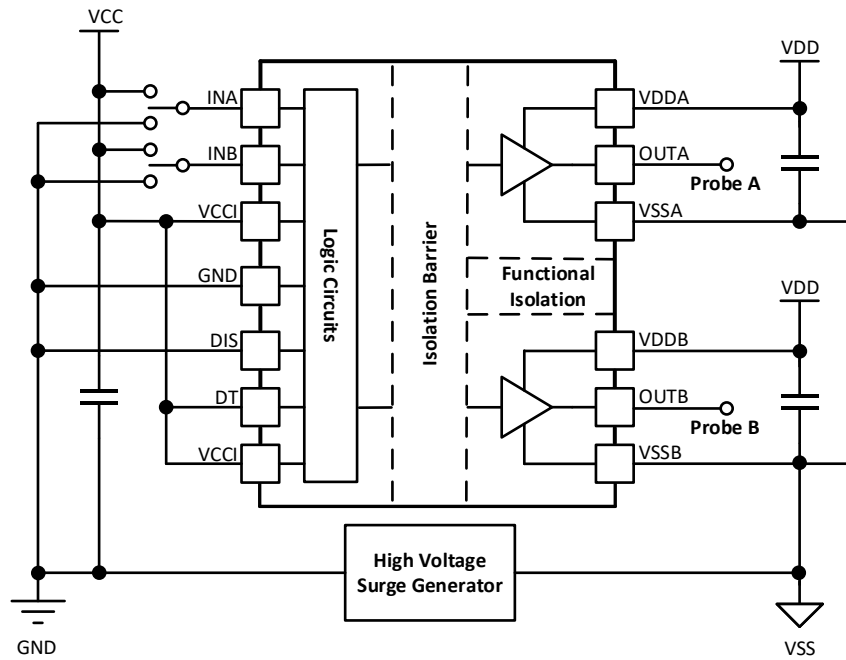 VCC
VDD
INA
VDDA
INB
OUTA
Probe A
VCCI
VSSA
Logic Circuits
Isolation Barrier
GND
Functional
Isolation
VDD
DIS
VDDB
DT
OUTB
Probe B
VCCI
VSSB
High Voltage
Surge Generator
GND
VSS